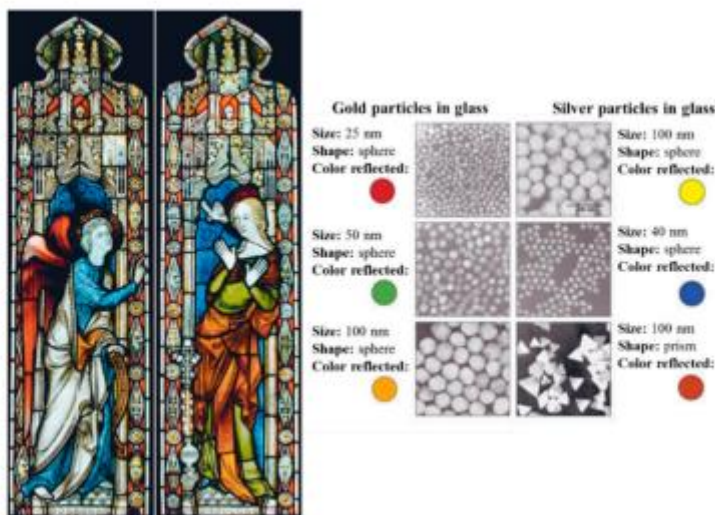 Gold particles in glass
Size: 25 nm
Shape: sphere
Color reflected:
Size: 50 nm
Shape: sphere
Color reflected:
Size: 100 nm
Shape: sphere
Color reflected:
Silver particles in glass
Size: 100 nm
Shape: sphere
Color reflected:
Size: 40 nm
Shape: sphere
Color reflected:
Size: 100 nm
Shape: prism
Color reflected: